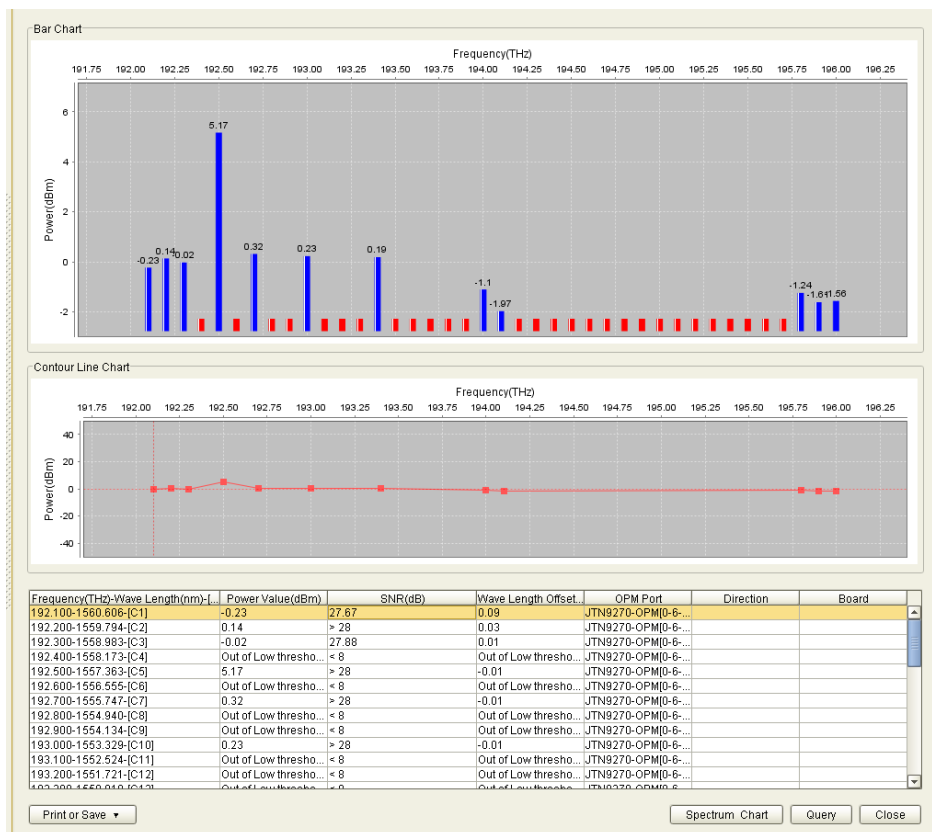 Bar Chart
Frequency(THz)
191.75 192.00 192.25 192.50 192.75 193.00 193.25 193.50 193.75 194.00 194.25 194.50 194.75 195.00 195.25 195.50 195.75 196.00 196.25
Power(dBm)
6
4
2
0
-2
-0.23 0.14 0.02 5.17 0.32 0.23 0.19 -1.1 -1.97 -1.24 -1.61 -1.56
Contour Line Chart
Frequency(THz)
191.75 192.00 192.25 192.50 192.75 193.00 193.25 193.50 193.75 194.00 194.25 194.50 194.75 195.00 195.25 195.50 195.75 196.00 196.25
Power(dBm)
40
20
0
-20
-40
Frequency(THz)-Wave Length(nm)-[... Power Value(dBm) SNR(dB) Wave Length Offset... OPM Port Direction Board
192.100-1560.606-[C1] -0.23 27.67 0.09 JTN9270-OPM[0-6-...
192.200-1559.794-[C2] 0.14 > 28 0.03 JTN9270-OPM[0-6-...
192.300-1558.983-[C3] -0.02 27.88 0.01 JTN9270-OPM[0-6-...
192.400-1558.173-[C4] Out of Low thresho... < 8 Out of Low thresho... JTN9270-OPM[0-6-...
192.500-1557.363-[C5] 5.17 > 28 -0.01 JTN9270-OPM[0-6-...
192.600-1556.555-[C6] Out of Low thresho... < 8 Out of Low thresho... JTN9270-OPM[0-6-...
192.700-1555.747-[C7] 0.32 > 28 -0.01 JTN9270-OPM[0-6-...
192.800-1554.940-[C8] Out of Low thresho... < 8 Out of Low thresho... JTN9270-OPM[0-6-...
192.900-1554.134-[C9] Out of Low thresho... < 8 Out of Low thresho... JTN9270-OPM[0-6-...
193.000-1553.329-[C10] 0.23 > 28 -0.01 JTN9270-OPM[0-6-...
193.100-1552.524-[C11] Out of Low thresho... < 8 Out of Low thresho... JTN9270-OPM[0-6-...
193.200-1551.721-[C12] Out of Low thresho... < 8 Out of Low thresho... JTN9270-OPM[0-6-...
Print or Save Spectrum Chart Query Close